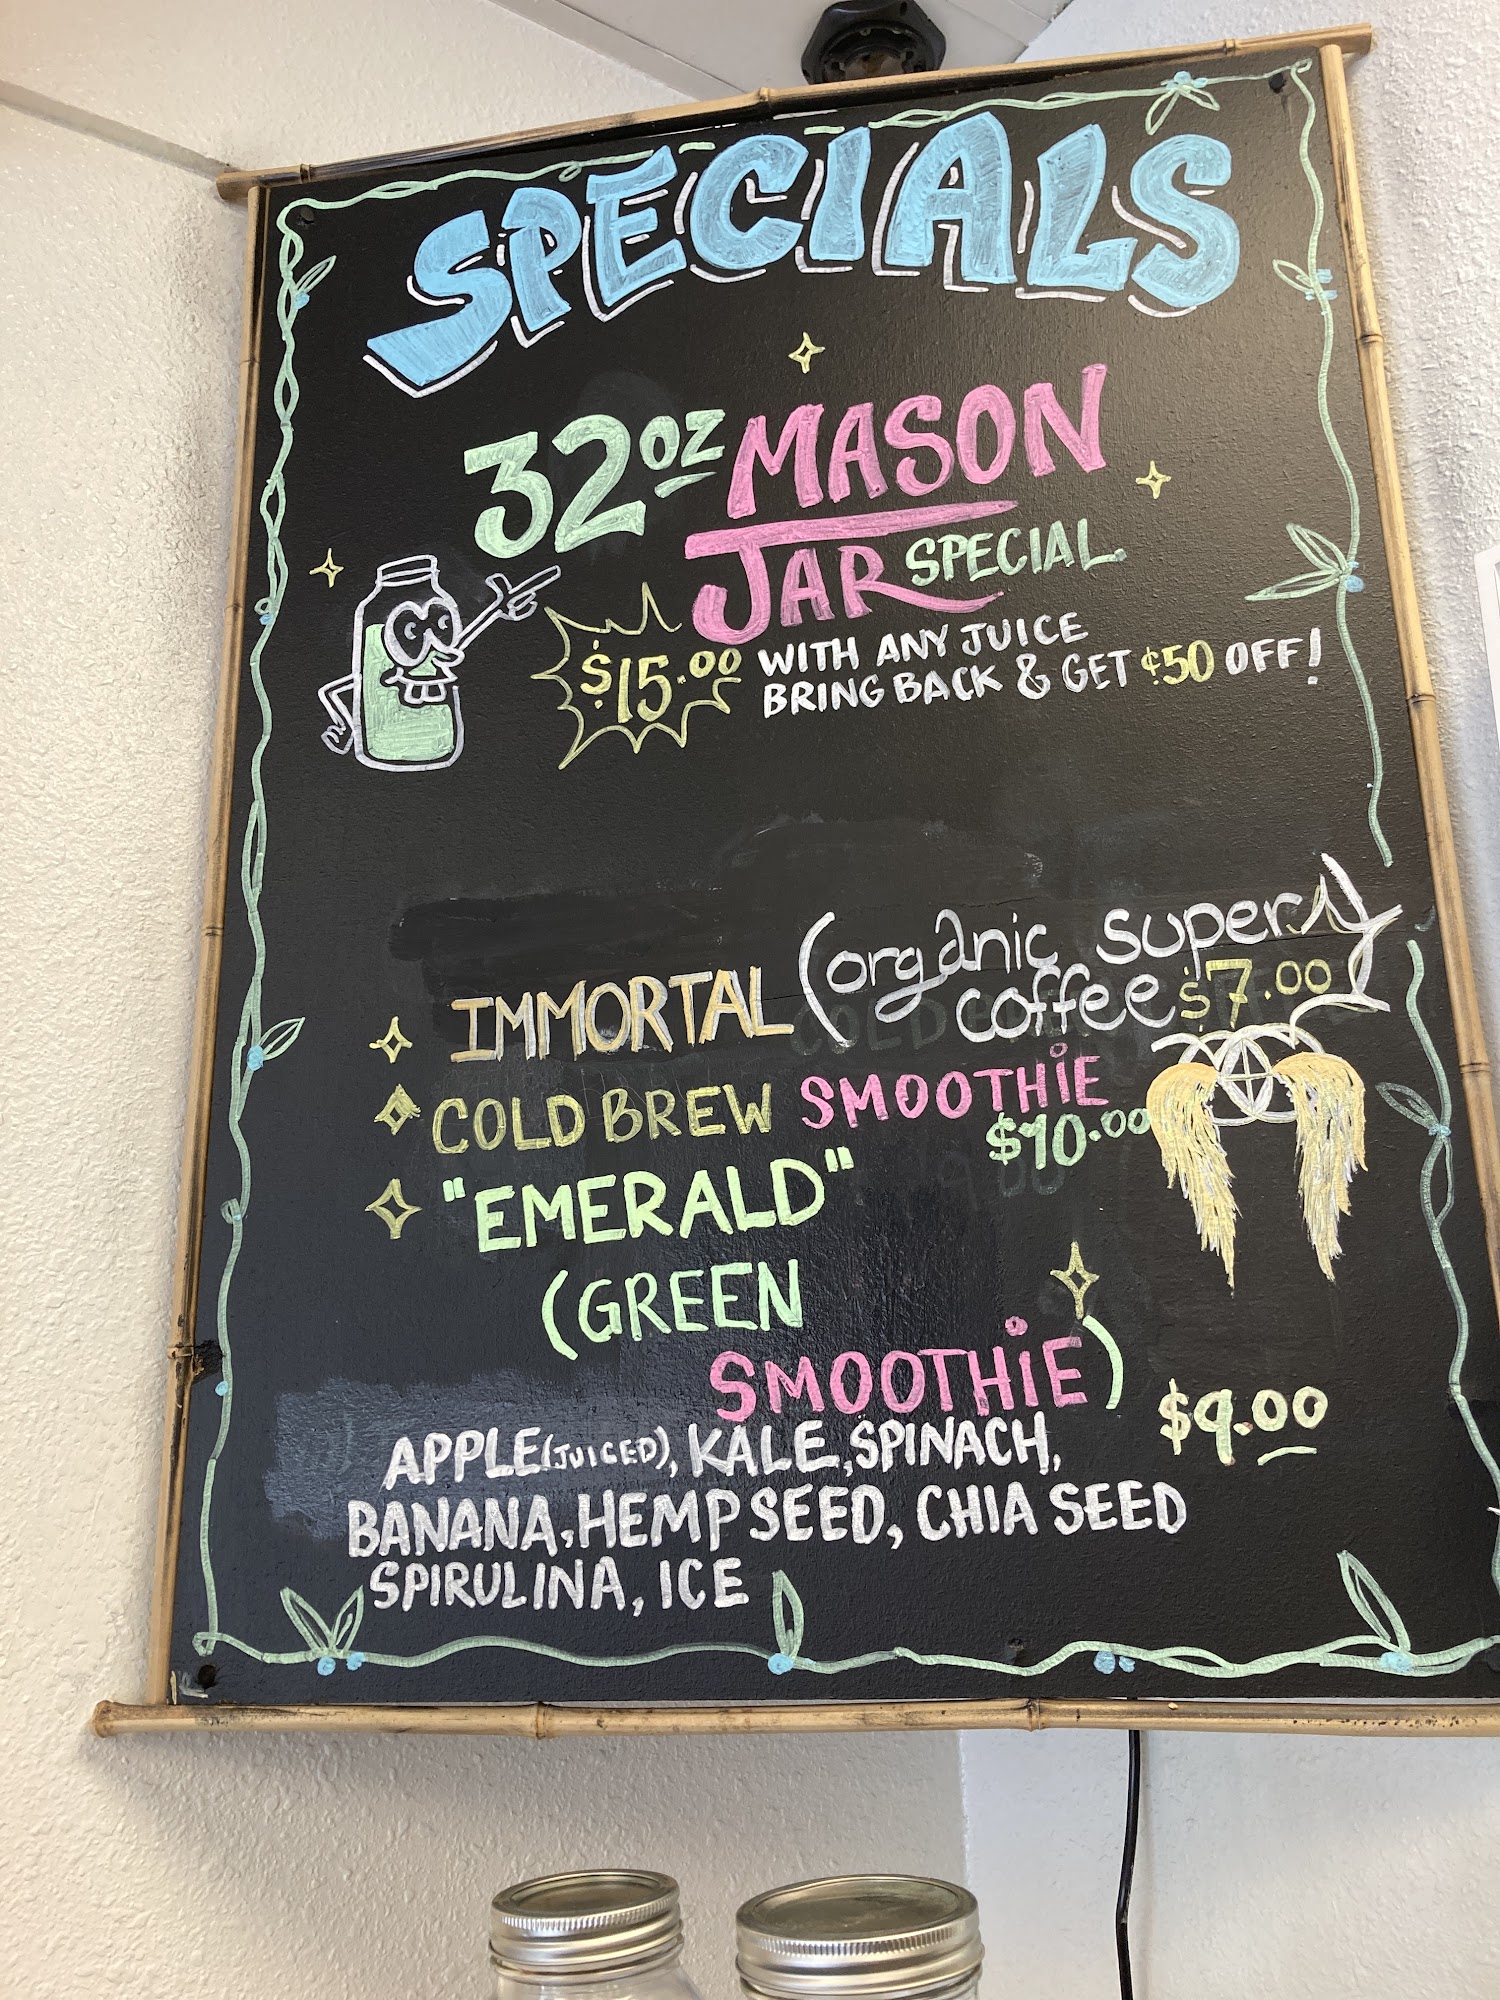 SPECIALS
32oz MASON
JAR SPECIAL
$15.00 WITH ANY JUICE
BRING BACK & GET ¢50 OFF!
IMMORTAL (organic super
coffee $7.00
COLD BREW SMOOTHiE
$10.00
"EMERALD"
(GREEN
SMOOTHiE)
$9.00
APPLE (JUICED), KALE, SPINACH,
BANANA, HEMP SEED, CHIA SEED
SPIRULINA, ICE